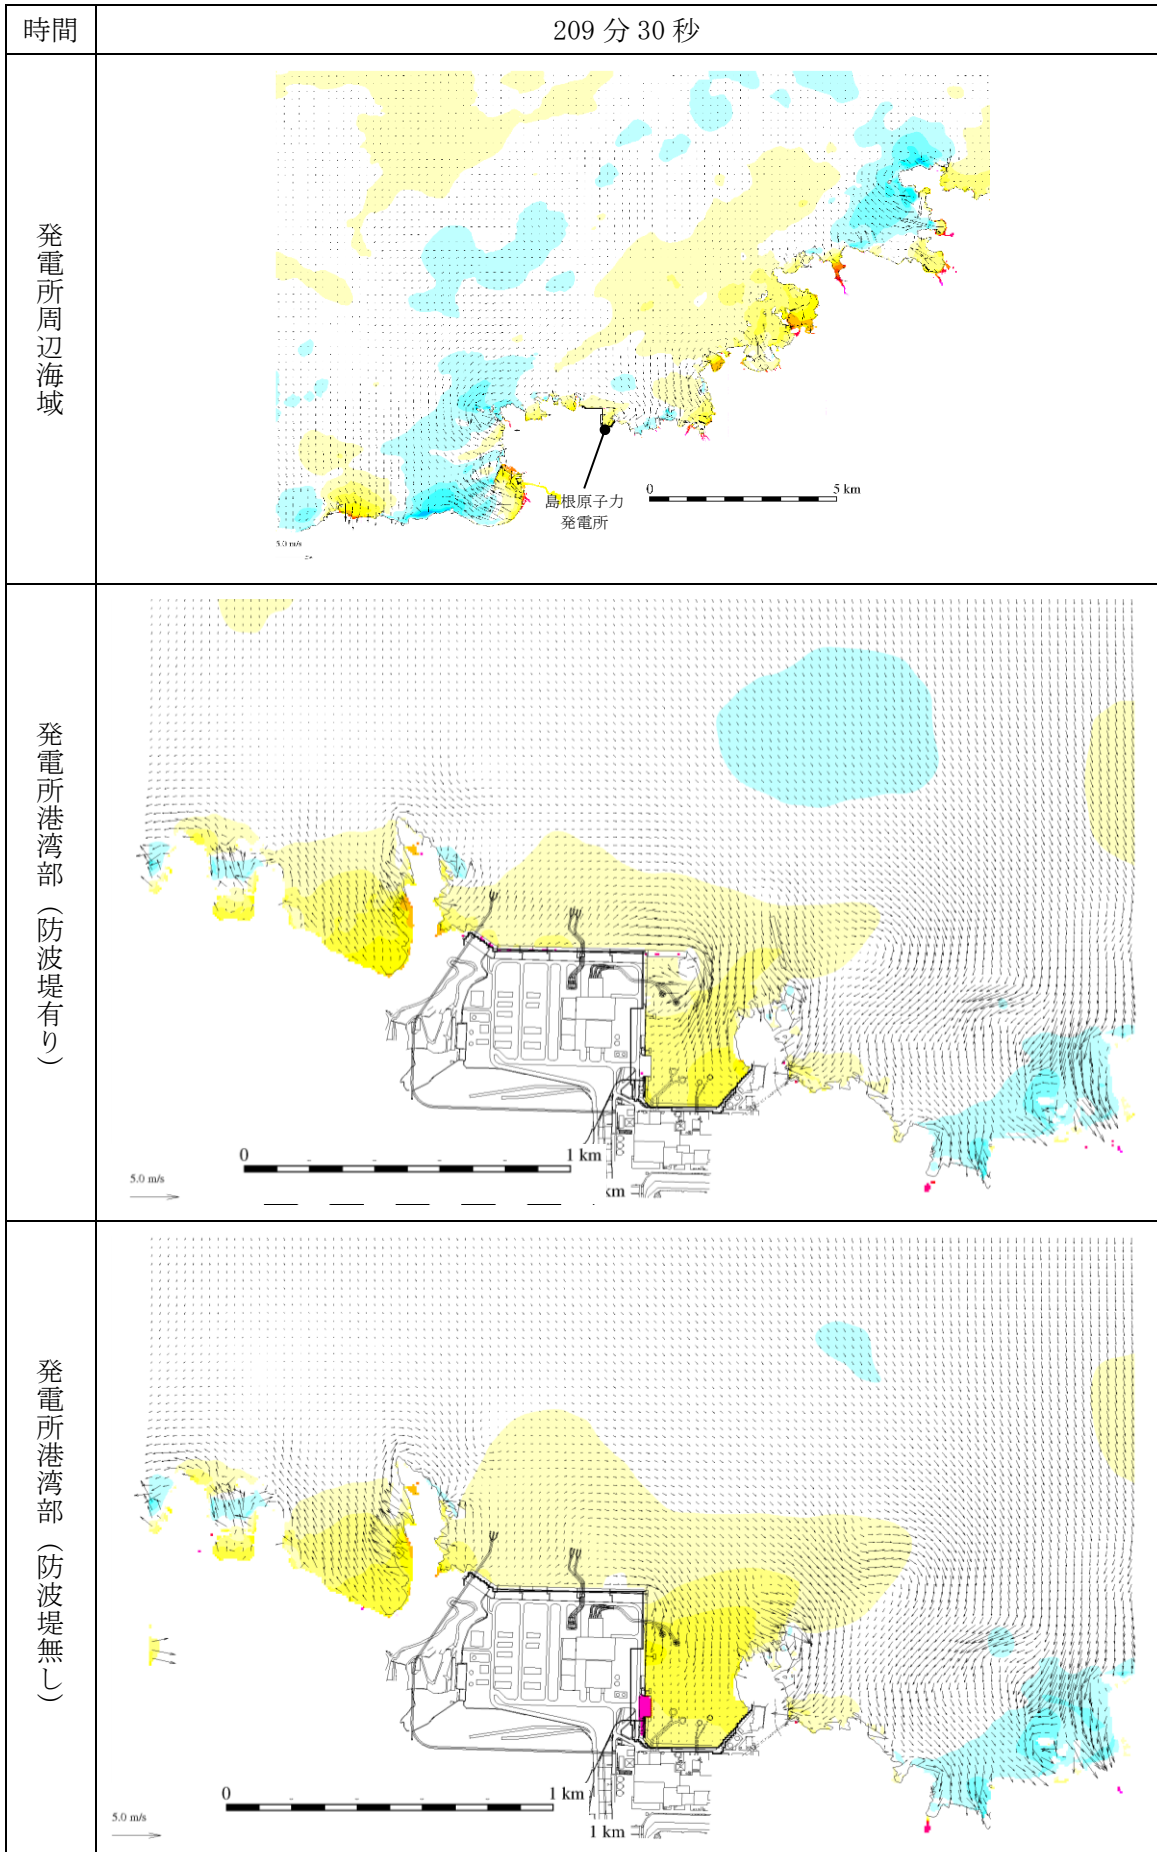 時間
209 分 30 秒
発電所周辺海域
島根原子力
発電所
0 5 km
5.0 m/s
発電所港湾部（防波堤有り）
0 1 km
5.0 m/s
km
発電所港湾部（防波堤無し）
0 1 km
5.0 m/s
1 km